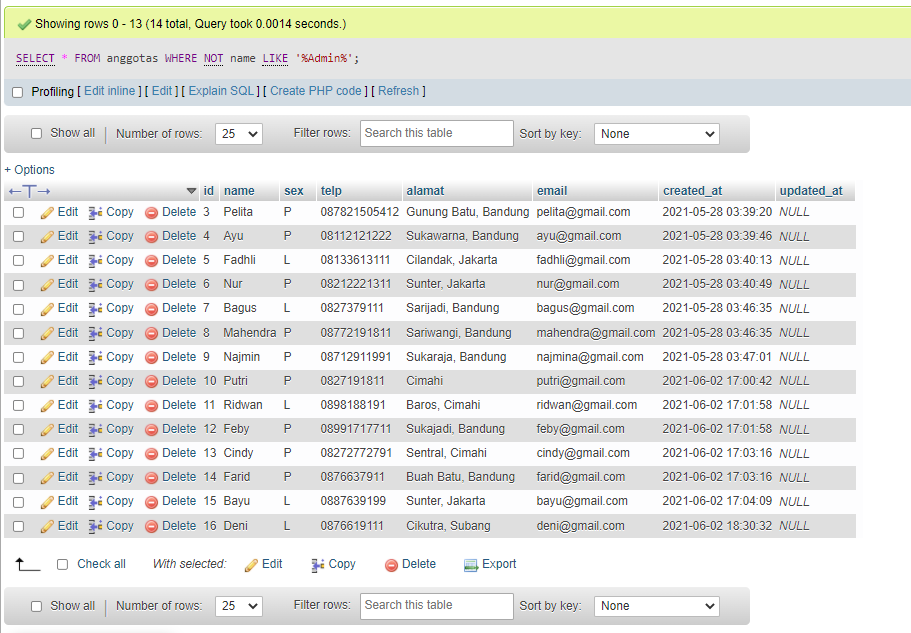 Showing rows 0 - 13 (14 total, Query took 0.0014 seconds.)
SELECT * FROM anggotas WHERE NOT name LIKE '%Admin%';
Profiling [ Edit inline ] [ Edit ] [ Explain SQL ] [ Create PHP code ] [ Refresh ]
Show all | Number of rows: 25 Filter rows: Search this table Sort by key: None
+ Options
←T→ id name sex telp alamat email created_at updated_at
Edit Copy Delete 3 Pelita P 087821505412 Gunung Batu, Bandung pelita@gmail.com 2021-05-28 03:39:20 NULL
Edit Copy Delete 4 Ayu P 08112121222 Sukawarna, Bandung ayu@gmail.com 2021-05-28 03:39:46 NULL
Edit Copy Delete 5 Fadhli L 08133613111 Cilandak, Jakarta fadhli@gmail.com 2021-05-28 03:40:13 NULL
Edit Copy Delete 6 Nur P 08212221311 Sunter, Jakarta nur@gmail.com 2021-05-28 03:40:49 NULL
Edit Copy Delete 7 Bagus L 0827379111 Sarijadi, Bandung bagus@gmail.com 2021-05-28 03:46:35 NULL
Edit Copy Delete 8 Mahendra P 08772191811 Sariwangi, Bandung mahendra@gmail.com 2021-05-28 03:46:35 NULL
Edit Copy Delete 9 Najmin P 08712911991 Sukaraja, Bandung najmina@gmail.com 2021-05-28 03:47:01 NULL
Edit Copy Delete 10 Putri P 0827191811 Cimahi putri@gmail.com 2021-06-02 17:00:42 NULL
Edit Copy Delete 11 Ridwan L 0898188191 Baros, Cimahi ridwan@gmail.com 2021-06-02 17:01:58 NULL
Edit Copy Delete 12 Feby P 08991717711 Sukajadi, Bandung feby@gmail.com 2021-06-02 17:01:58 NULL
Edit Copy Delete 13 Cindy P 08272772791 Sentral, Cimahi cindy@gmail.com 2021-06-02 17:03:16 NULL
Edit Copy Delete 14 Farid P 0876637911 Buah Batu, Bandung farid@gmail.com 2021-06-02 17:03:16 NULL
Edit Copy Delete 15 Bayu L 0887639199 Sunter, Jakarta bayu@gmail.com 2021-06-02 17:04:09 NULL
Edit Copy Delete 16 Deni L 0876619111 Cikutra, Subang deni@gmail.com 2021-06-02 18:30:32 NULL
Check all With selected: Edit Copy Delete Export
Show all | Number of rows: 25 Filter rows: Search this table Sort by key: None